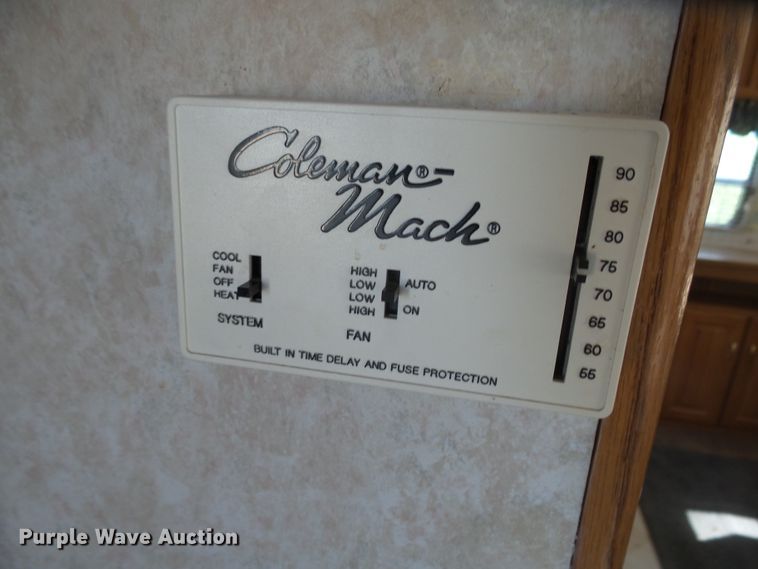 Coleman®-
Mach®
COOL
FAN
OFF
HEAT
SYSTEM
HIGH
LOW AUTO
LOW
HIGH ON
FAN
BUILT IN TIME DELAY AND FUSE PROTECTION
90
85
80
75
70
65
60
55
Purple Wave Auction